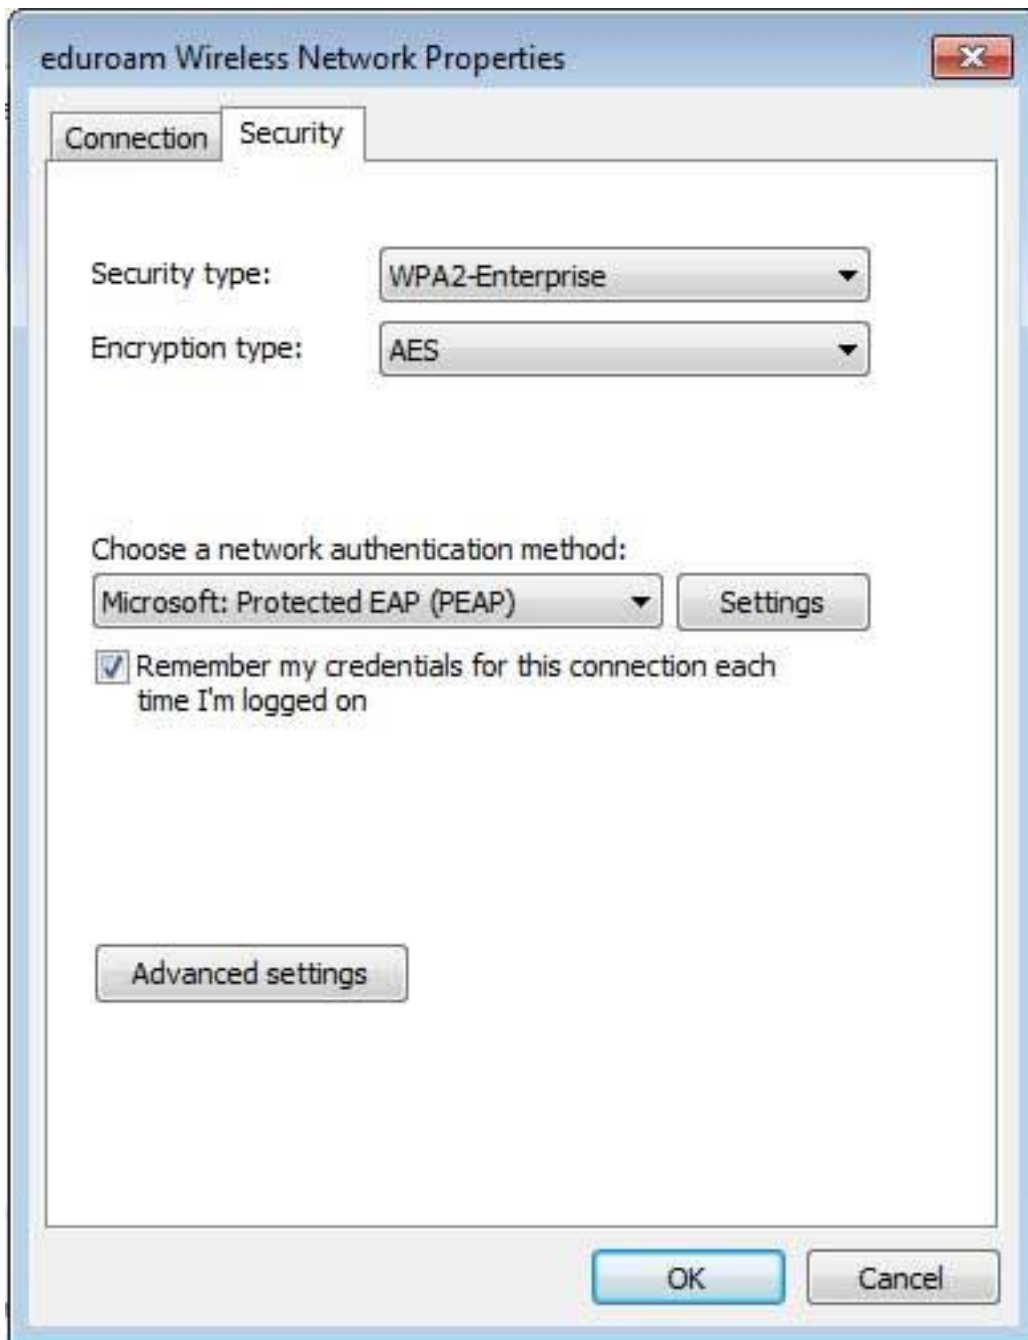 eduroam Wireless Network Properties
Connection
Security
Security type:
WPA2-Enterprise
Encryption type:
AES
Choose a network authentication method:
Microsoft: Protected EAP (PEAP)
Settings
Remember my credentials for this connection each
time I'm logged on
Advanced settings
OK
Cancel